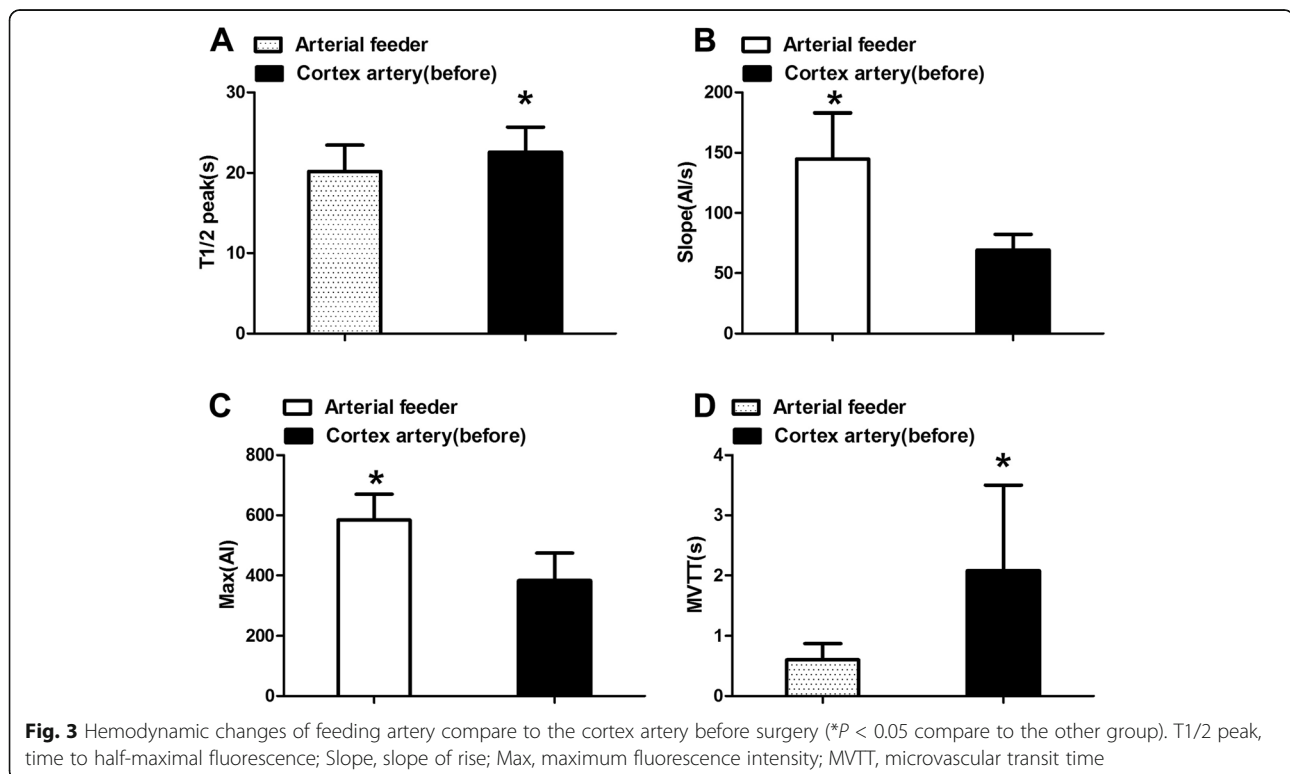 A
Arterial feeder
Cortex artery(before)
30
20
10
0
T1/2 peak(s)
*
B
Arterial feeder
Cortex artery(before)
200
150
100
50
0
Slope(AI/s)
*
C
Arterial feeder
Cortex artery(before)
800
600
400
200
0
Max(AI)
*
D
Arterial feeder
Cortex artery(before)
4
3
2
1
0
MVTT(s)
*
Fig. 3 Hemodynamic changes of feeding artery compare to the cortex artery before surgery (*P < 0.05 compare to the other group). T1/2 peak,
time to half-maximal fluorescence; Slope, slope of rise; Max, maximum fluorescence intensity; MVTT, microvascular transit time